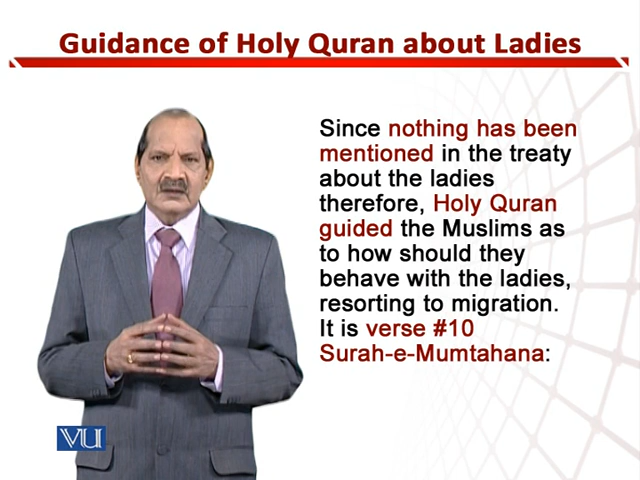 Guidance of Holy Quran about Ladies
Since nothing has been
mentioned in the treaty
about the ladies
therefore, Holy Quran
guided the Muslims as
to how should they
behave with the ladies,
resorting to migration.
It is verse #10
Surah-e-Mumtahana:
VU